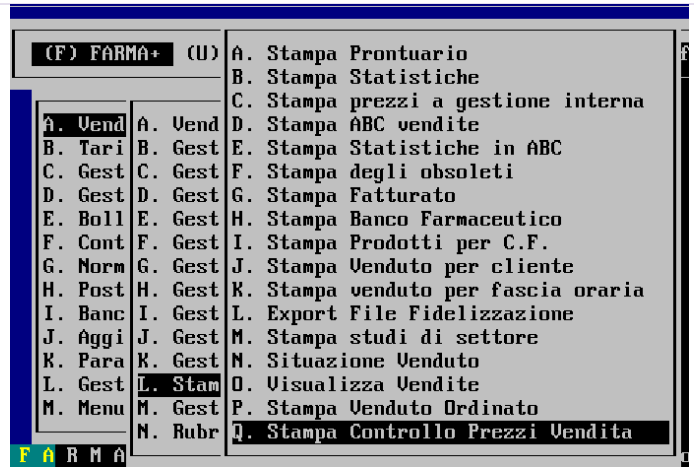 (F) FARMA+ (U)
A. Vend
B. Tari
C. Gest
D. Gest
E. Boll
F. Cont
G. Norm
H. Post
I. Banc
J. Aggi
K. Para
L. Gest
M. Menu
A. Vend
B. Gest
C. Gest
D. Gest
E. Gest
F. Gest
G. Gest
H. Gest
I. Gest
J. Gest
K. Gest
L. Stam
M. Gest
N. Rubr
A. Stampa Prontuario
B. Stampa Statistiche
C. Stampa prezzi a gestione interna
D. Stampa ABC vendite
E. Stampa Statistiche in ABC
F. Stampa degli obsoleti
G. Stampa Fatturato
H. Stampa Banco Farmaceutico
I. Stampa Prodotti per C.F.
J. Stampa Venduto per cliente
K. Stampa venduto per fascia oraria
L. Export File Fidelizzazione
M. Stampa studi di settore
N. Situazione Venduto
O. Visualizza Vendite
P. Stampa Venduto Ordinato
Q. Stampa Controllo Prezzi Vendita
F A R M A